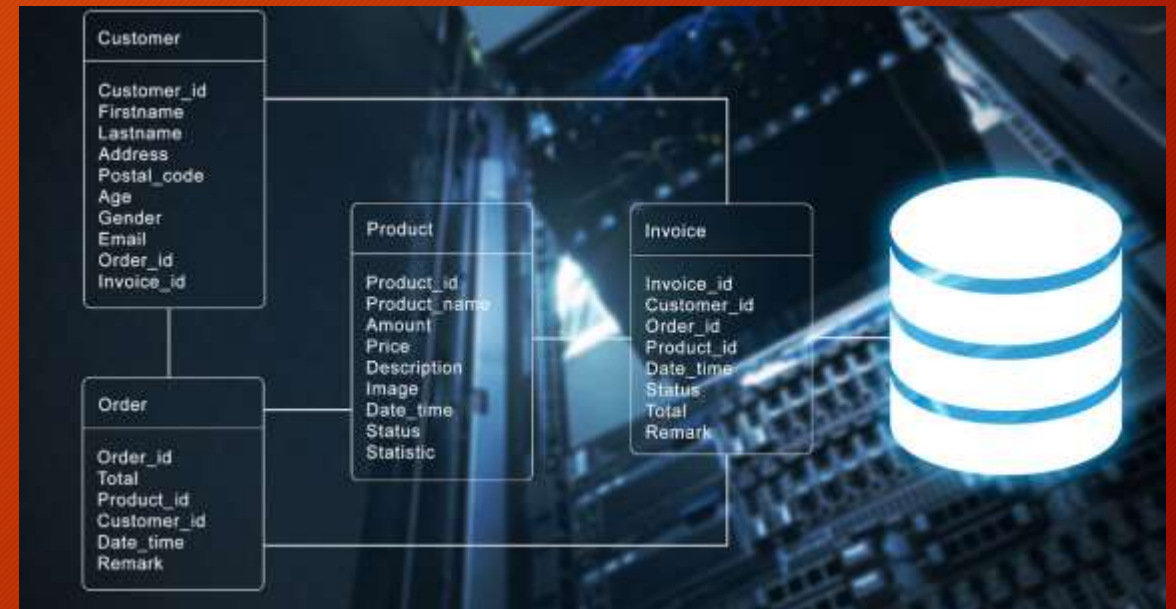 Customer
Customer_id
Firstname
Lastname
Address
Postal_code
Age
Gender
Email
Order_id
Invoice_id
Order
Order_id
Total
Product_id
Customer_id
Date_time
Remark
Product
Product_id
Product_name
Amount
Price
Description
Image
Date_time
Status
Statistic
Invoice
Invoice_id
Customer_id
Order_id
Product_id
Date_time
Status
Total
Remark